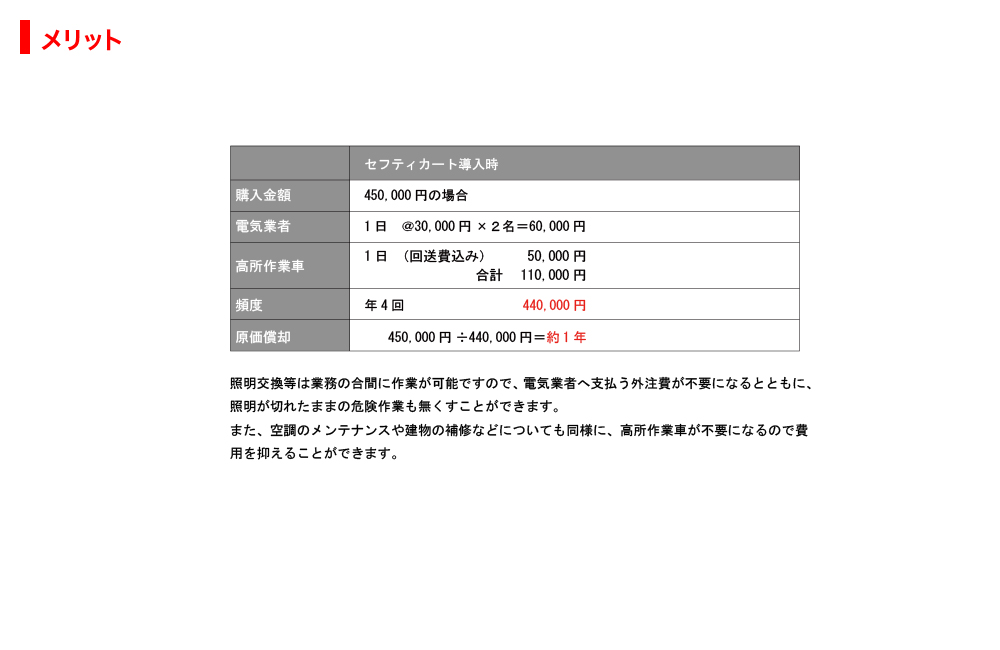 メリット
セフティカート導入時
購入金額 450,000 円の場合
電気業者 1 日 @30,000 円 × 2 名=60,000 円
高所作業車 1 日 (回送費込み) 50,000 円
合計 110,000 円
頻度 年 4 回 440,000 円
原価償却 450,000 円 ÷440,000 円=約 1 年
照明交換等は業務の合間に作業が可能ですので、電気業者へ支払う外注費が不要になるとともに、
照明が切れたままの危険作業も無くすことができます。
また、空調のメンテナンスや建物の補修などについても同様に、高所作業車が不要になるので費
用を抑えることができます。